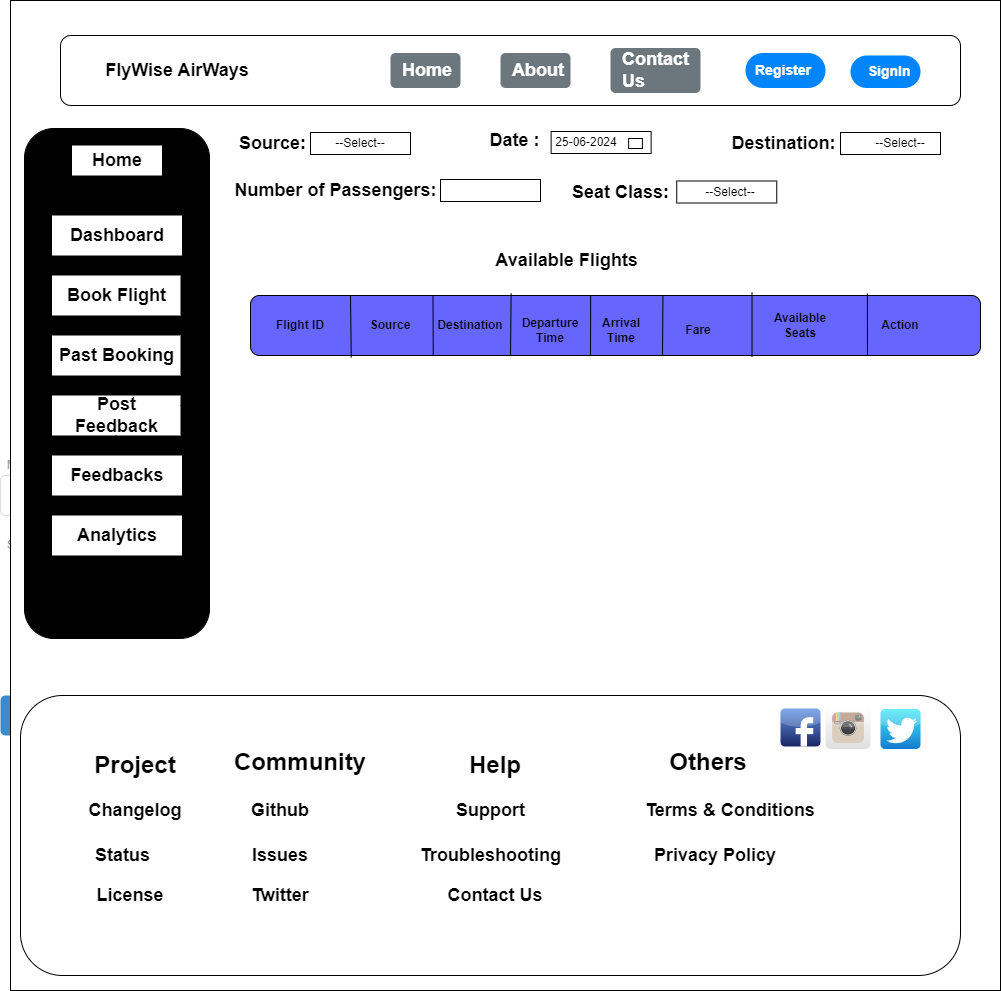 FlyWise AirWays
Home
About
Contact
Us
Register
SignIn
Home
Dashboard
Book Flight
Past Booking
Post
Feedback
Feedbacks
Analytics
Source:
--Select--
Date :
25-06-2024
Destination:
--Select--
Number of Passengers:
Seat Class:
--Select--
Available Flights
Flight ID
Source
Destination
Departure
Time
Arrival
Time
Fare
Available
Seats
Action
Project
Changelog
Status
License
Community
Github
Issues
Twitter
Help
Support
Troubleshooting
Contact Us
Others
Terms & Conditions
Privacy Policy